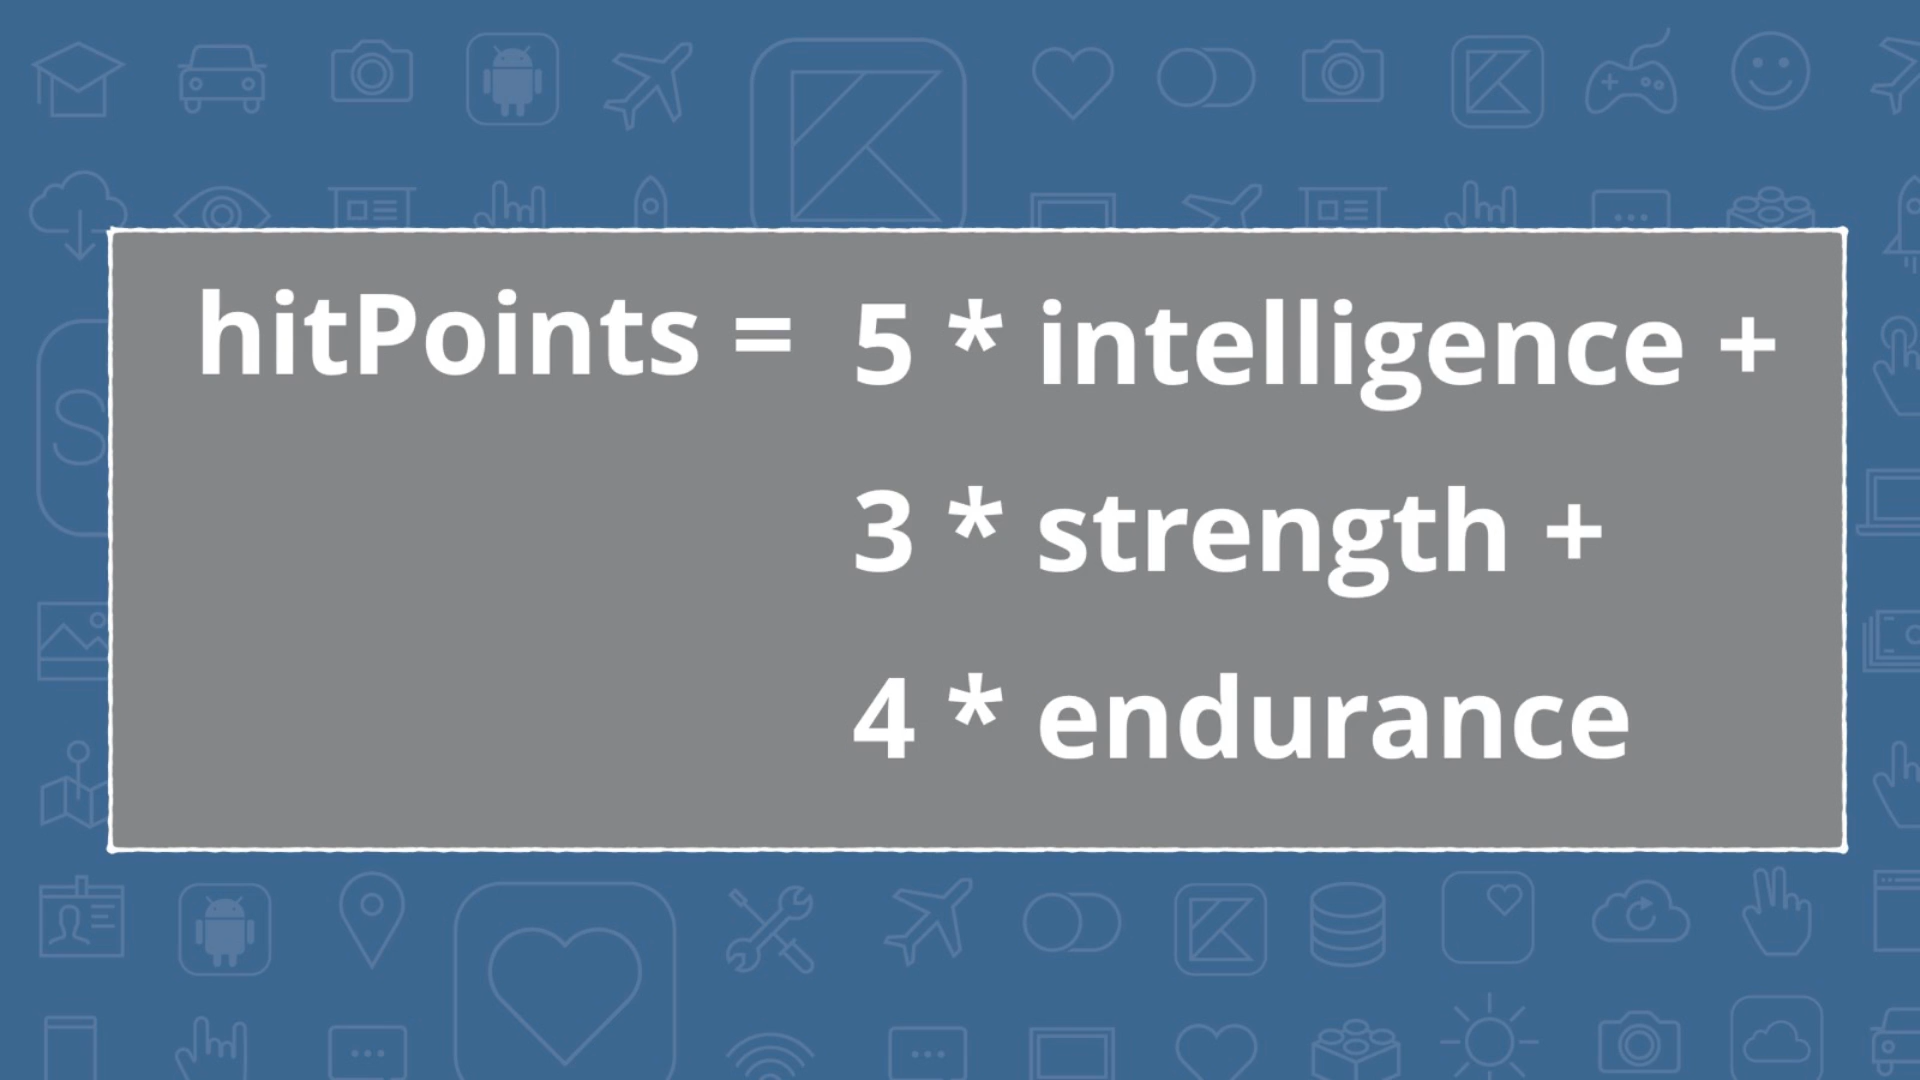 hitPoints = 5 * intelligence +
3 * strength +
4 * endurance